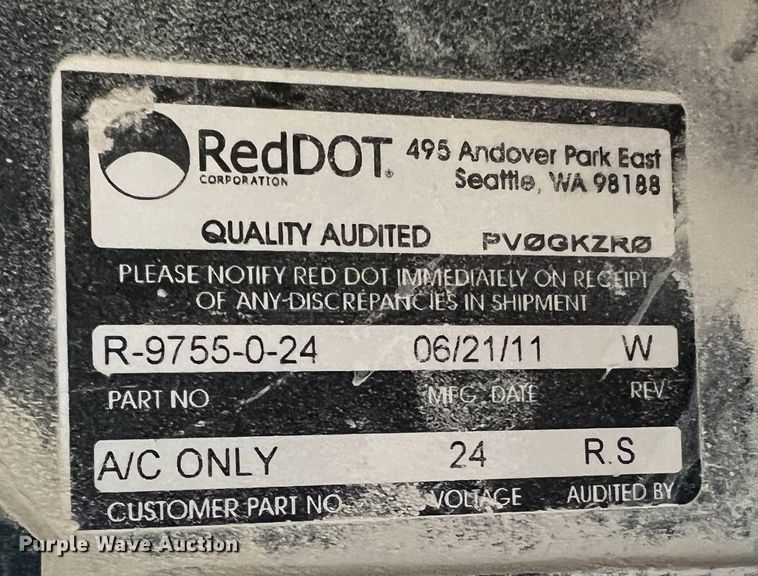 RedDOT® 495 Andover Park East
CORPORATION Seattle, WA 98188
QUALITY AUDITED PVØGKZRØ
PLEASE NOTIFY RED DOT IMMEDIATELY ON RECEIPT
OF ANY DISCREPANCIES IN SHIPMENT
R-9755-0-24 06/21/11 W
PART NO MFG. DATE REV
A/C ONLY 24 R.S
CUSTOMER PART NO. VOLTAGE AUDITED BY
Purple Wave Auction